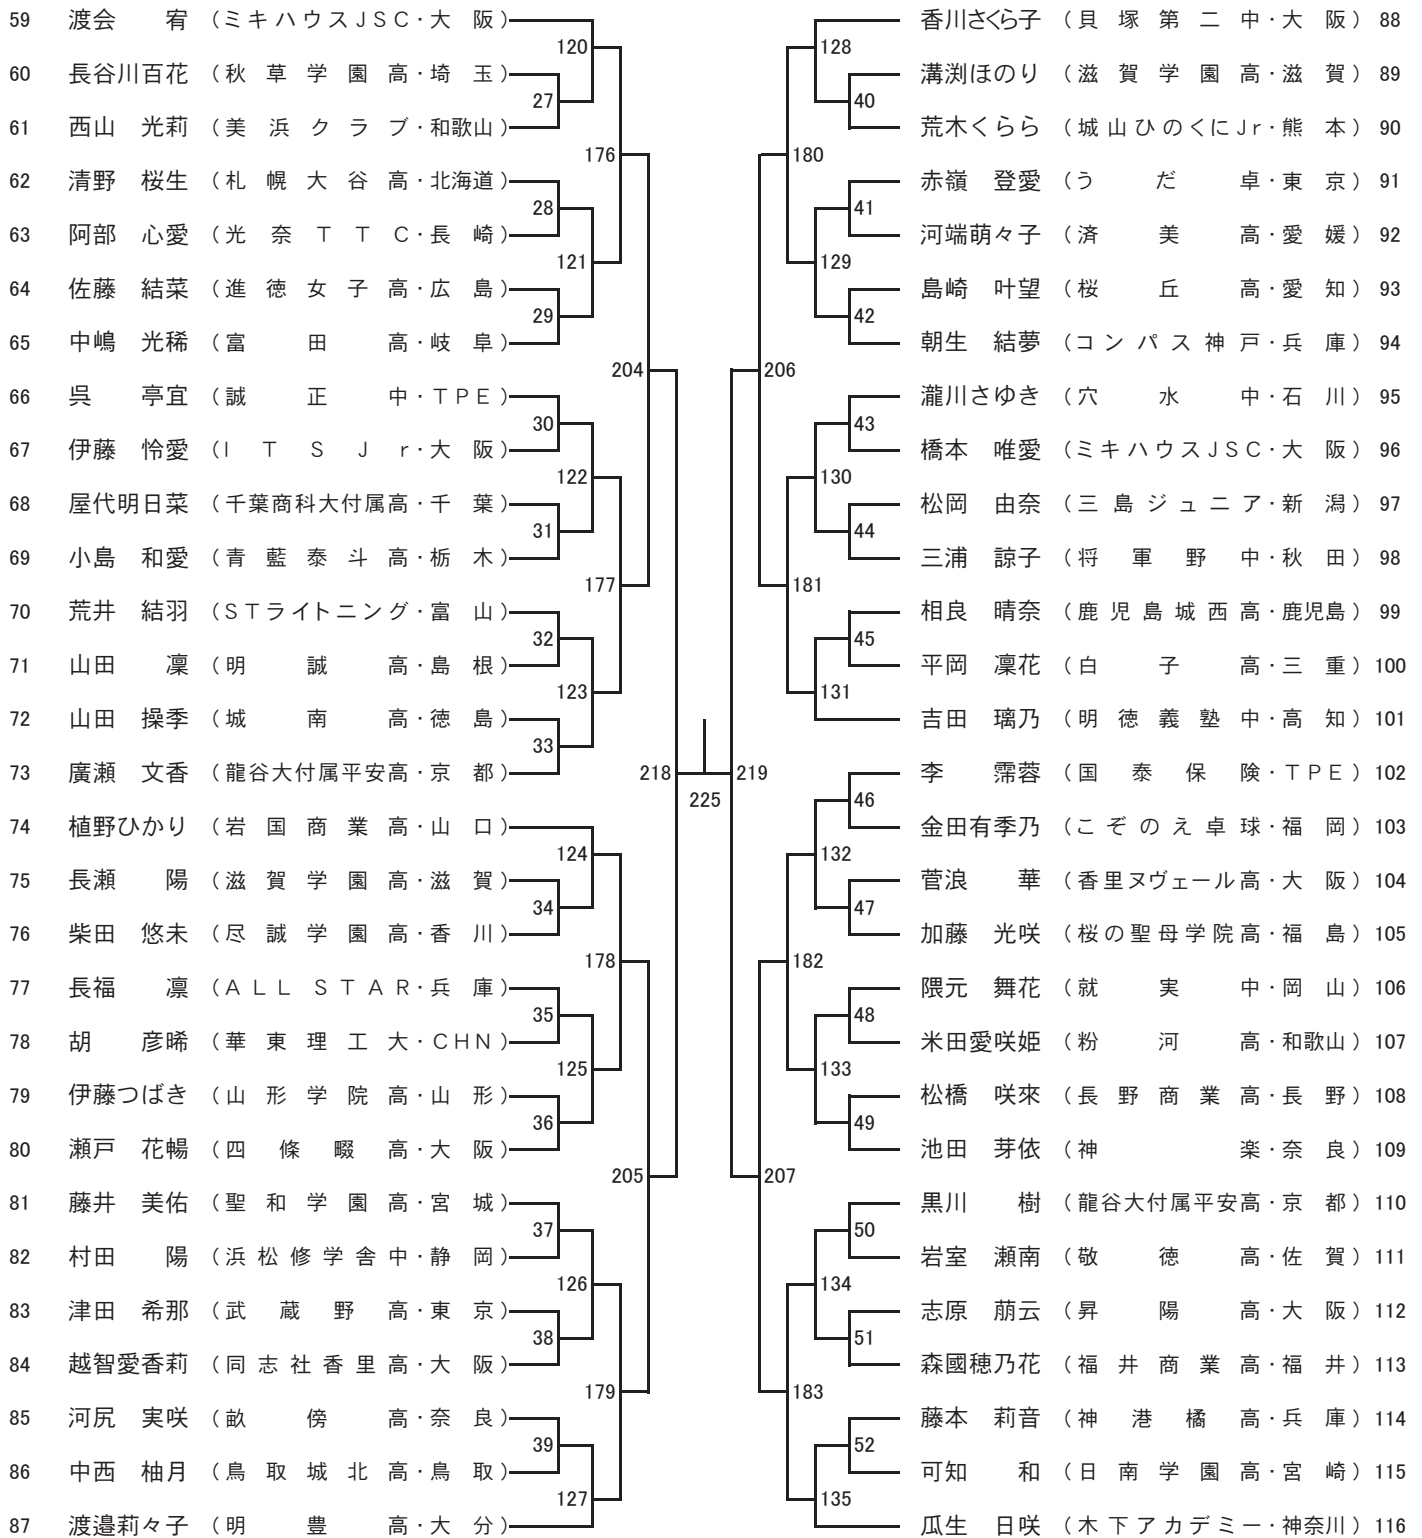 59 渡会 宥 (ミキハウスJSC・大阪)
60 長谷川百花 (秋草学園高・埼玉)
61 西山 光莉 (美浜クラブ・和歌山)
62 清野 桜生 (札幌大谷高・北海道)
63 阿部 心愛 (光奈TTC・長崎)
64 佐藤 結菜 (進徳女子高・広島)
65 中嶋 光稀 (富田高・岐阜)
66 呉 亭宜 (誠正中・TPE)
67 伊藤 怜愛 (ITSJr・大阪)
68 屋代明日菜 (千葉商科大付属高・千葉)
69 小島 和愛 (青藍泰斗高・栃木)
70 荒井 結羽 (STライトニング・富山)
71 山田 凜 (明誠高・島根)
72 山田 操季 (城南高・徳島)
73 廣瀬 文香 (龍谷大付属平安高・京都)
74 植野ひかり (岩国商業高・山口)
75 長瀬 陽 (滋賀学園高・滋賀)
76 柴田 悠未 (尽誠学園高・香川)
77 長福 凛 (ALL STAR・兵庫)
78 胡 彦晞 (華東理工大・CHN)
79 伊藤つばき (山形学院高・山形)
80 瀬戸 花暢 (四條畷高・大阪)
81 藤井 美佑 (聖和学園高・宮城)
82 村田 陽 (浜松修学舎中・静岡)
83 津田 希那 (武蔵野高・東京)
84 越智愛香莉 (同志社香里高・大阪)
85 河尻 実咲 (畝傍高・奈良)
86 中西 柚月 (鳥取城北高・鳥取)
87 渡邉莉々子 (明豊高・大分)
120
27
176
28
121
29
204
30
122
31
177
32
123
33
218
124
34
178
35
125
36
205
37
126
38
179
39
127
225
128
40
180
41
129
42
206
43
130
44
181
45
131
219
46
132
47
182
48
133
49
207
50
134
51
183
52
135
香川さくら子 (貝塚第二中・大阪) 88
溝渕ほのり (滋賀学園高・滋賀) 89
荒木くらら (城山ひのくにJr・熊本) 90
赤嶺 登愛 (うだ卓・東京) 91
河端萌々子 (済美高・愛媛) 92
島崎 叶望 (桜丘高・愛知) 93
朝生 結夢 (コンパス神戸・兵庫) 94
瀧川さゆき (穴水中・石川) 95
橋本 唯愛 (ミキハウスJSC・大阪) 96
松岡 由奈 (三島ジュニア・新潟) 97
三浦 諒子 (将軍野中・秋田) 98
相良 晴奈 (鹿児島城西高・鹿児島) 99
平岡 凜花 (白子高・三重) 100
吉田 璃乃 (明徳義塾中・高知) 101
李 霈蓉 (国泰保険・TPE) 102
金田有季乃 (こぞのえ卓球・福岡) 103
菅浪 華 (香里ヌヴェール高・大阪) 104
加藤 光咲 (桜の聖母学院高・福島) 105
隈元 舞花 (就実中・岡山) 106
米田愛咲姫 (粉河高・和歌山) 107
松橋 咲來 (長野商業高・長野) 108
池田 芽依 (神楽・奈良) 109
黒川 樹 (龍谷大付属平安高・京都) 110
岩室 瀬南 (敬徳高・佐賀) 111
志原 萠云 (昇陽高・大阪) 112
森國穂乃花 (福井商業高・福井) 113
藤本 莉音 (神港橘高・兵庫) 114
可知 和 (日南学園高・宮崎) 115
瓜生 日咲 (木下アカデミー・神奈川) 116